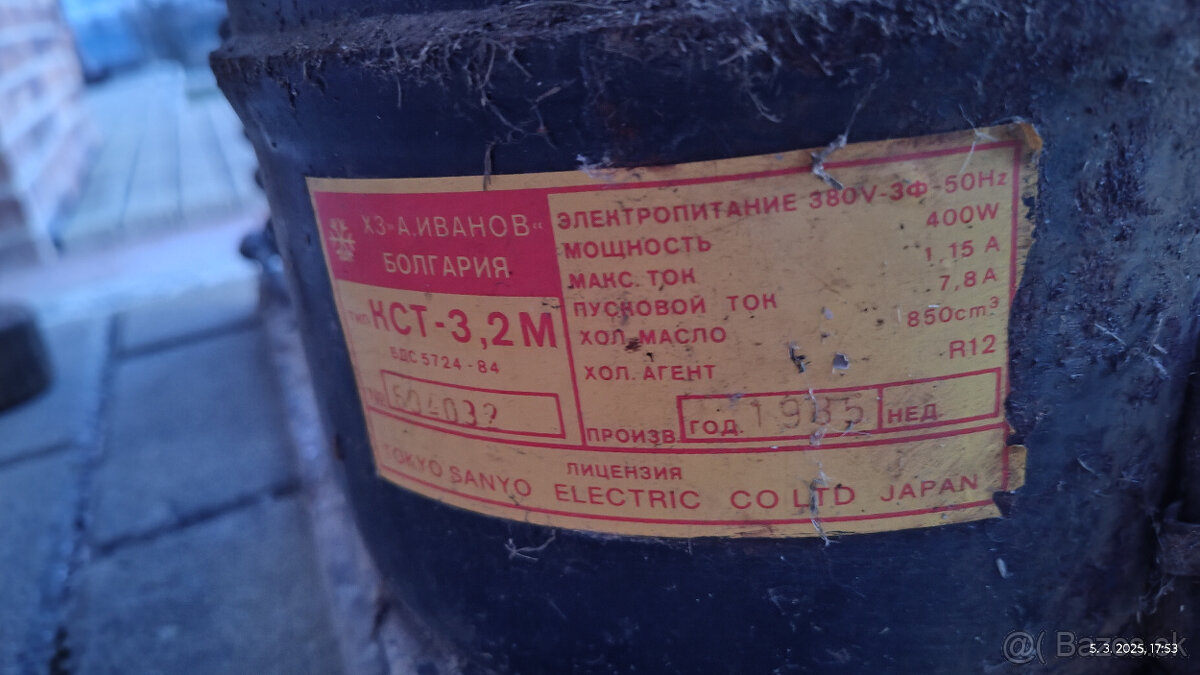 ХЗ "А.ИВАНОВ"
БОЛГАРИЯ
ТИП КСТ-3,2М
БДС 5724-84
ЭЛЕКТРОПИТАНИЕ 380V-3Ф-50Hz
МОЩНОСТЬ 400W
МАКС. ТОК 1,15 A
ПУСКОВОЙ ТОК 7,8 A
ХОЛ. МАСЛО 850cm³
ХОЛ. АГЕНТ R12
ПРОИЗВ. ГОД. 1985 НЕД.
ЛИЦЕНЗИЯ
TOKYO SANYO ELECTRIC CO LTD JAPAN
5. 3. 2025, 17:53